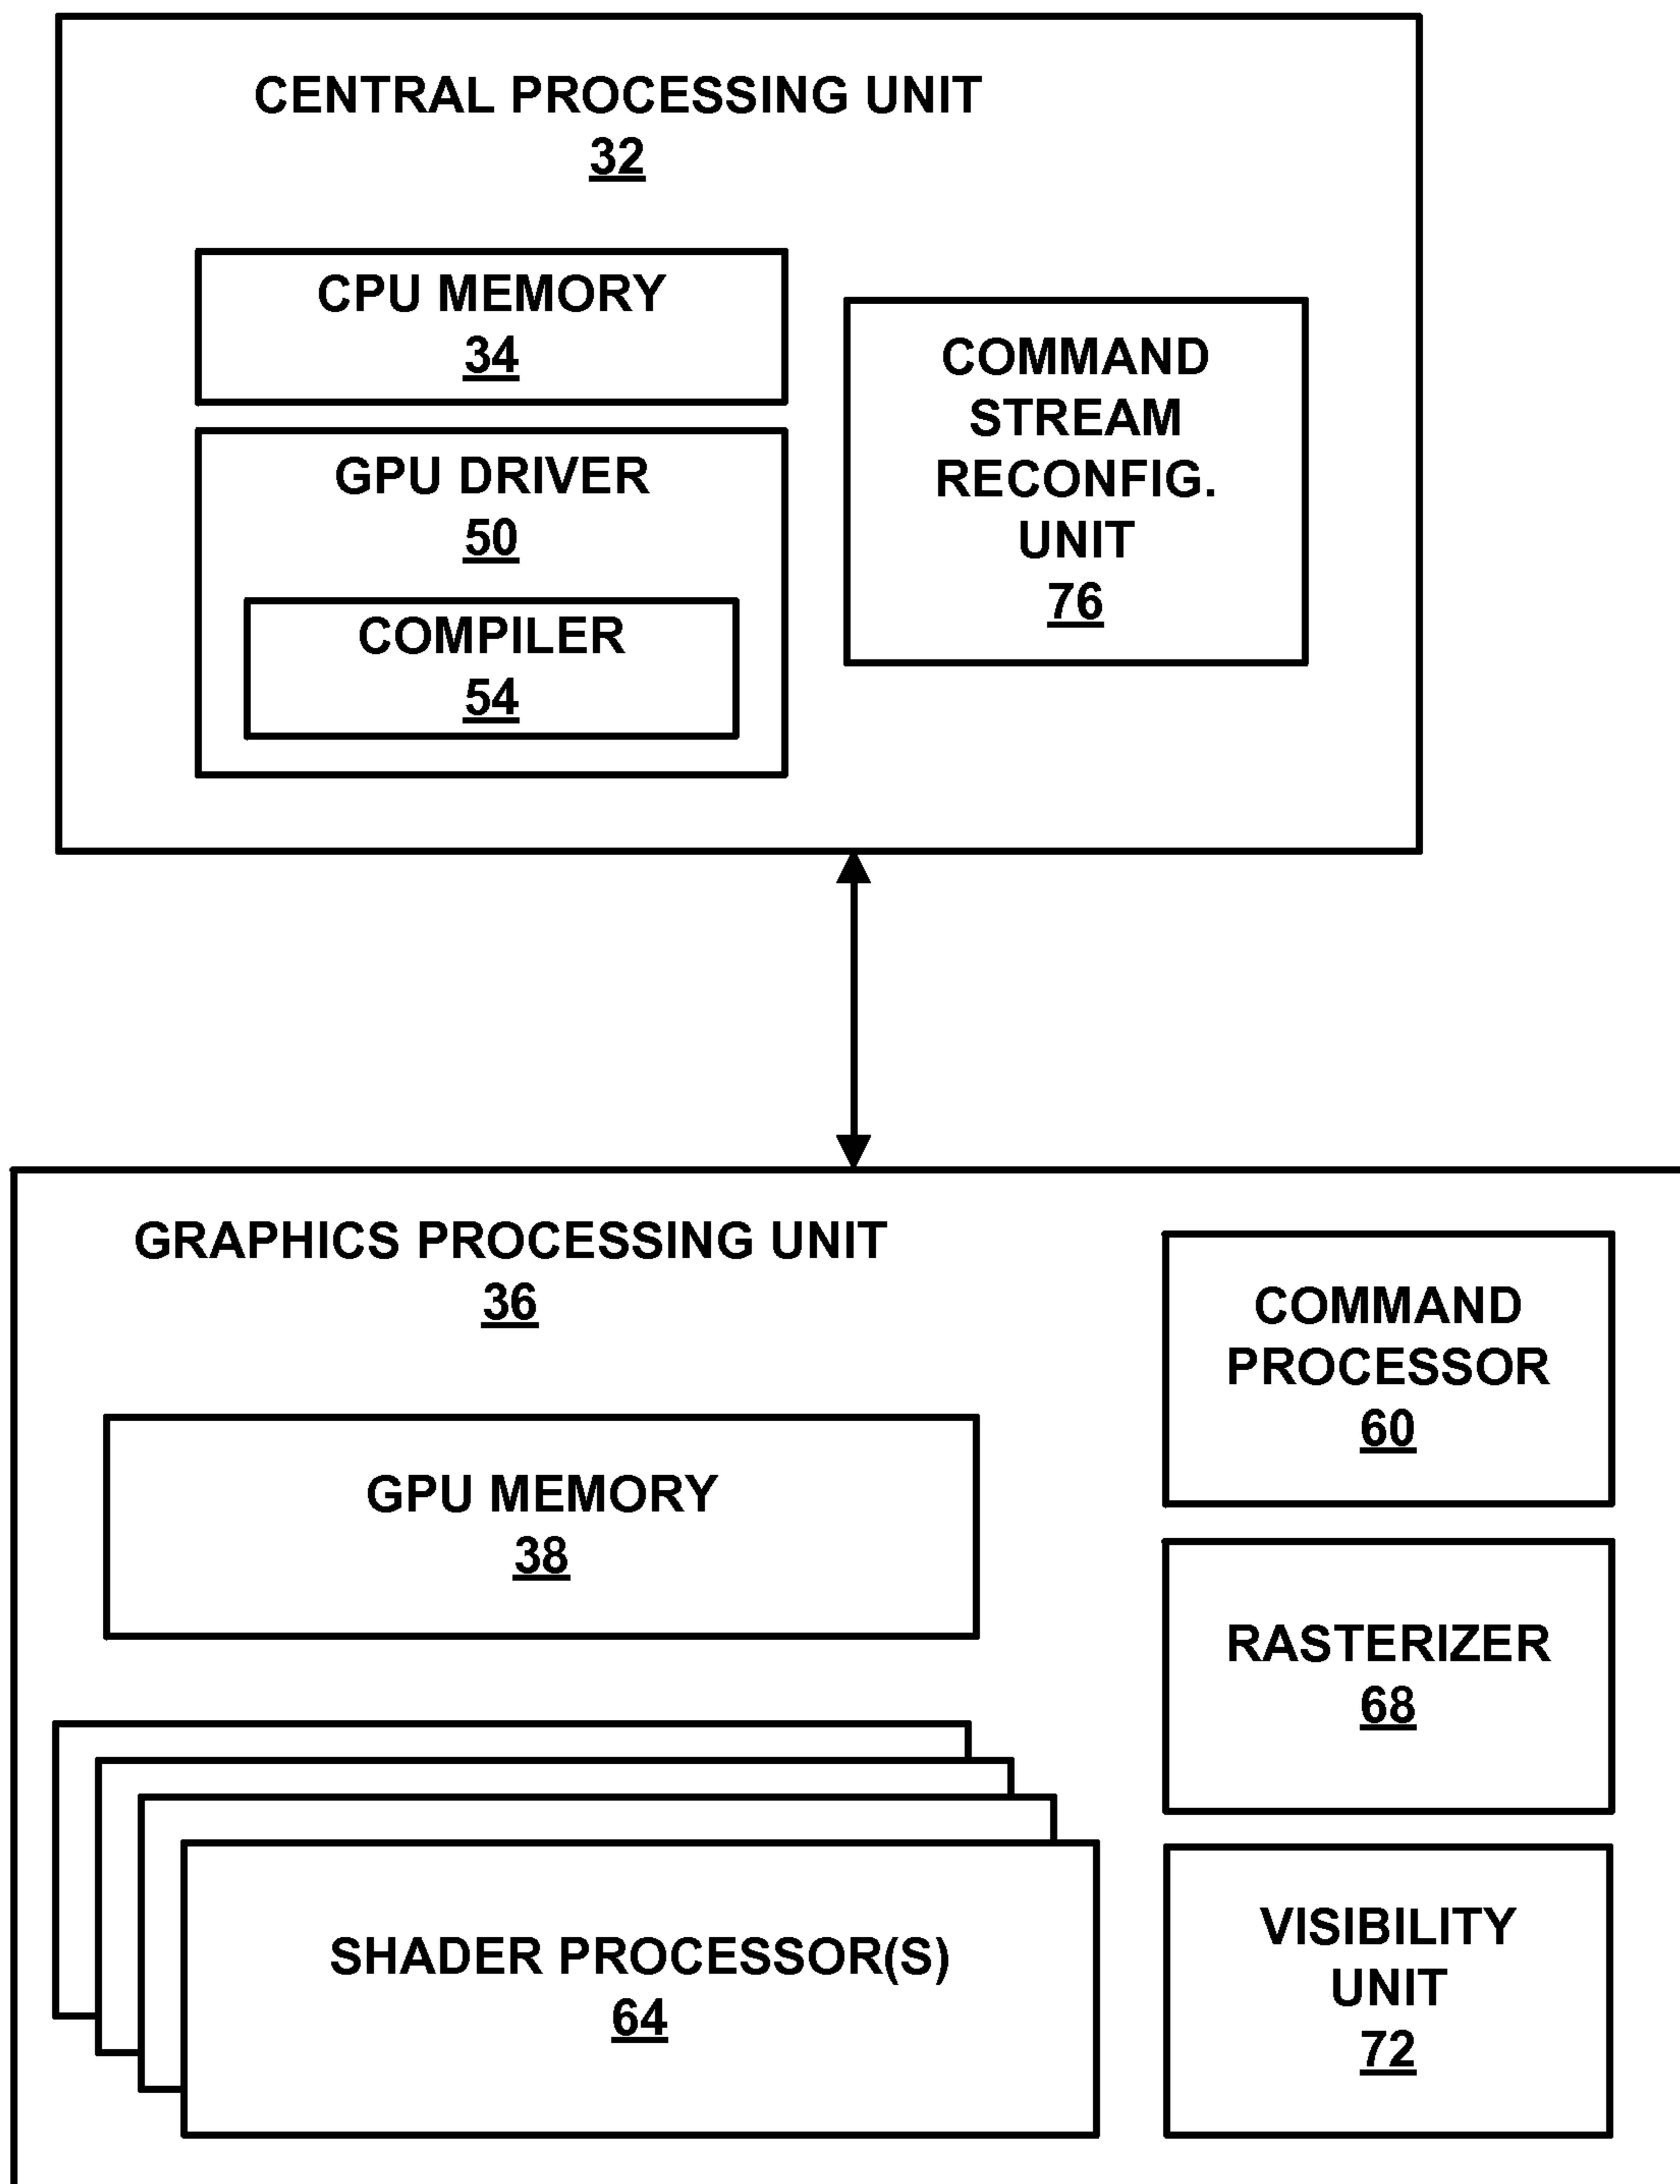 CENTRAL PROCESSING UNIT
32
CPU MEMORY
34
GPU DRIVER
50
COMPILER
54
COMMAND
STREAM
RECONFIG.
UNIT
76
GRAPHICS PROCESSING UNIT
36
GPU MEMORY
38
SHADER PROCESSOR(S)
64
COMMAND
PROCESSOR
60
RASTERIZER
68
VISIBILITY
UNIT
72